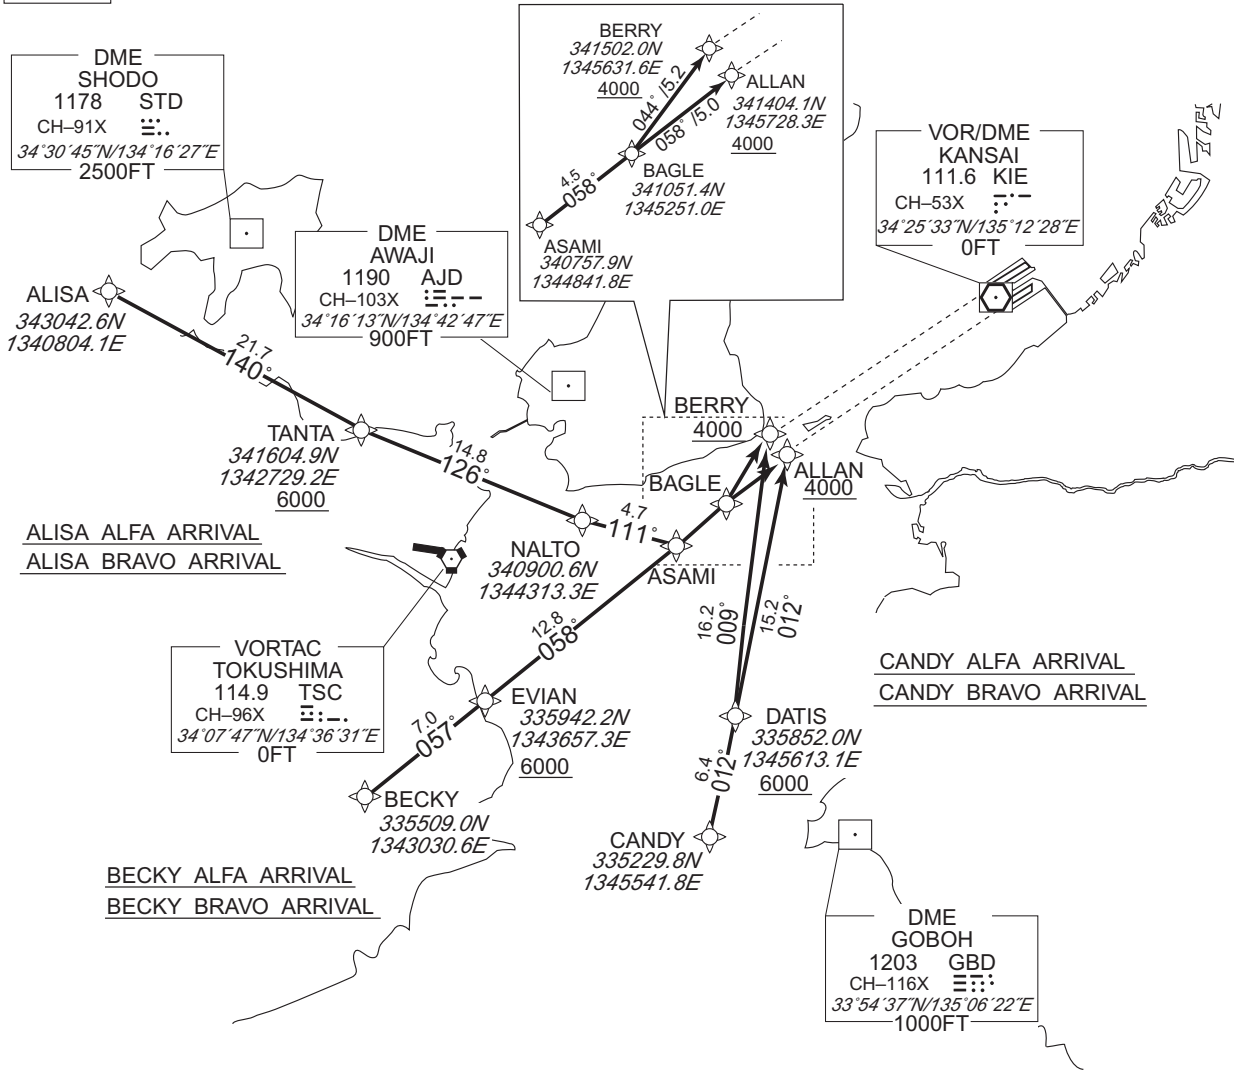 DME
SHODO
1178 STD
CH–91X
34°30′45″N/134°16′27″E
2500FT
BERRY
341502.0N
1345631.6E
4000
044° /5.2
058° /5.0
ALLAN
341404.1N
1345728.3E
4000
4.5
058°
BAGLE
341051.4N
1345251.0E
ASAMI
340757.9N
1344841.8E
VOR/DME
KANSAI
111.6 KIE
CH–53X
34°25′33″N/135°12′28″E
0FT
DME
AWAJI
1190 AJD
CH–103X
34°16′13″N/134°42′47″E
900FT
ALISA
343042.6N
1340804.1E
21.7
140°
TANTA
341604.9N
1342729.2E
6000
14.8
126°
BERRY
4000
ALLAN
4000
BAGLE
4.7
111°
NALTO
340900.6N
1344313.3E
ASAMI
ALISA ALFA ARRIVAL
ALISA BRAVO ARRIVAL
12.8
058°
16.2
009°
15.2
012°
VORTAC
TOKUSHIMA
114.9 TSC
CH–96X
34°07′47″N/134°36′31″E
0FT
CANDY ALFA ARRIVAL
CANDY BRAVO ARRIVAL
EVIAN
335942.2N
1343657.3E
6000
7.0
057°
DATIS
335852.0N
1345613.1E
6000
6.4
012°
BECKY
335509.0N
1343030.6E
CANDY
335229.8N
1345541.8E
BECKY ALFA ARRIVAL
BECKY BRAVO ARRIVAL
DME
GOBOH
1203 GBD
CH–116X
33°54′37″N/135°06′22″E
1000FT